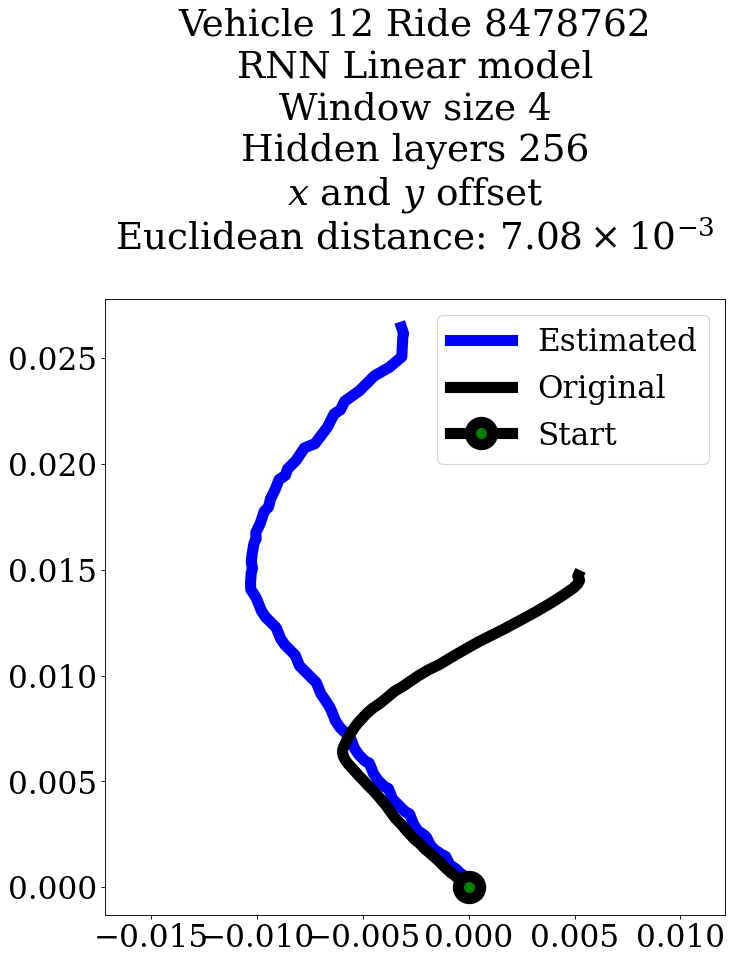 Vehicle 12 Ride 8478762
RNN Linear model
Window size 4
Hidden layers 256
x and y offset
Euclidean distance: 7.08 × 10⁻³
Estimated
Original
Start
0.025
0.020
0.015
0.010
0.005
0.000
−0.015 −0.010 −0.005 0.000 0.005 0.010